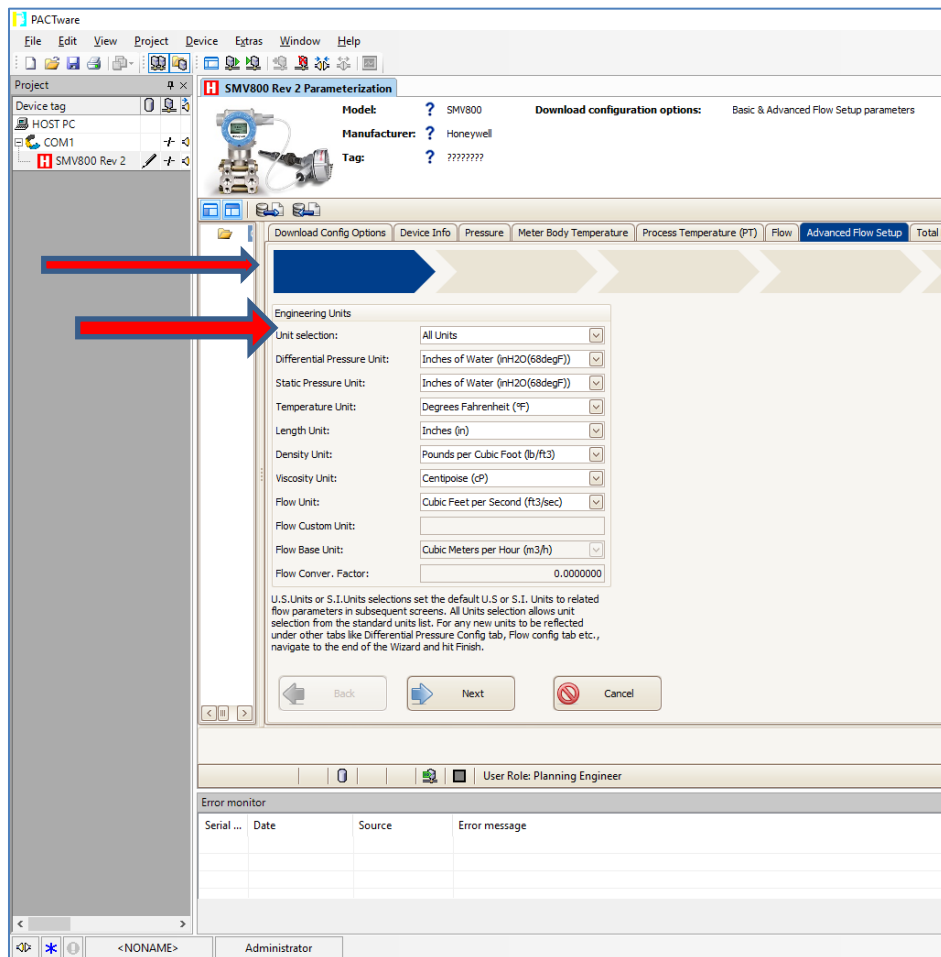 PACTware
File Edit View Project Device Extras Window Help
Project
SMV800 Rev 2 Parameterization
Device tag
HOST PC
COM1
SMV800 Rev 2
Model: ? SMV800 Download configuration options: Basic & Advanced Flow Setup parameters
Manufacturer: ? Honeywell
Tag: ? ????????
Download Config Options Device Info Pressure Meter Body Temperature Process Temperature (PT) Flow Advanced Flow Setup Total
Engineering Units
Unit selection: All Units
Differential Pressure Unit: Inches of Water (inH2O(68degF))
Static Pressure Unit: Inches of Water (inH2O(68degF))
Temperature Unit: Degrees Fahrenheit (°F)
Length Unit: Inches (in)
Density Unit: Pounds per Cubic Foot (lb/ft3)
Viscosity Unit: Centipoise (cP)
Flow Unit: Cubic Feet per Second (ft3/sec)
Flow Custom Unit:
Flow Base Unit: Cubic Meters per Hour (m3/h)
Flow Conver. Factor: 0.0000000
U.S.Units or S.I.Units selections set the default U.S or S.I. Units to related
flow parameters in subsequent screens. All Units selection allows unit
selection from the standard units list. For any new units to be reflected
under other tabs like Differential Pressure Config tab, Flow config tab etc.,
navigate to the end of the Wizard and hit Finish.
Back Next Cancel
User Role: Planning Engineer
Error monitor
Serial ... Date Source Error message
<NONAME> Administrator